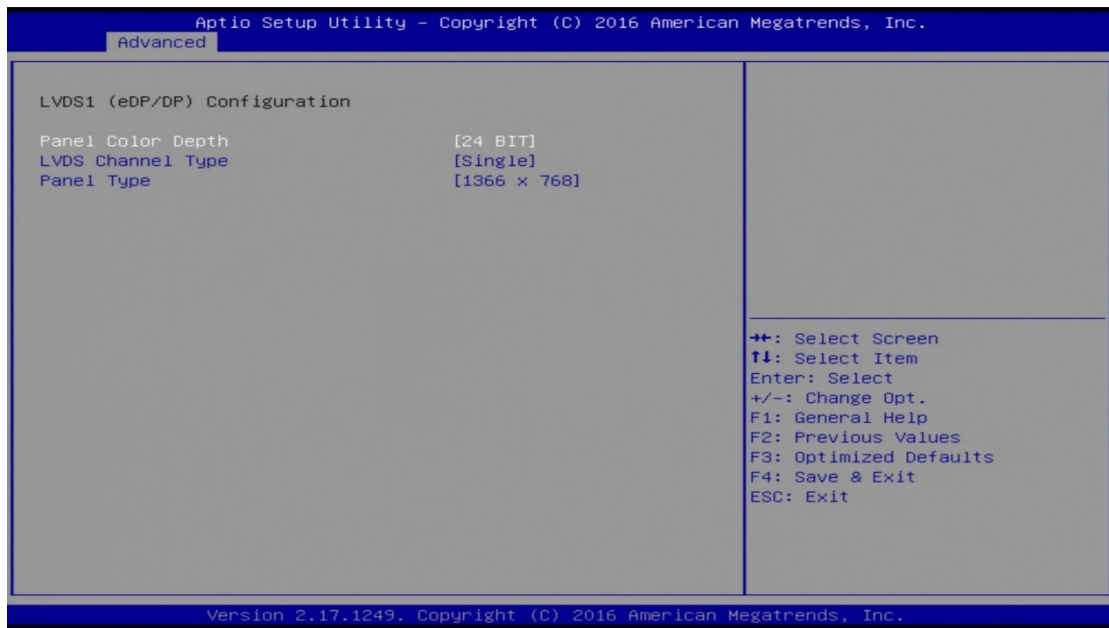 Aptio Setup Utility – Copyright (C) 2016 American Megatrends, Inc.
Advanced
LVDS1 (eDP/DP) Configuration
Panel Color Depth [24 BIT]
LVDS Channel Type [Single]
Panel Type [1366 x 768]
→←: Select Screen
↑↓: Select Item
Enter: Select
+/-: Change Opt.
F1: General Help
F2: Previous Values
F3: Optimized Defaults
F4: Save & Exit
ESC: Exit
Version 2.17.1249. Copyright (C) 2016 American Megatrends, Inc.